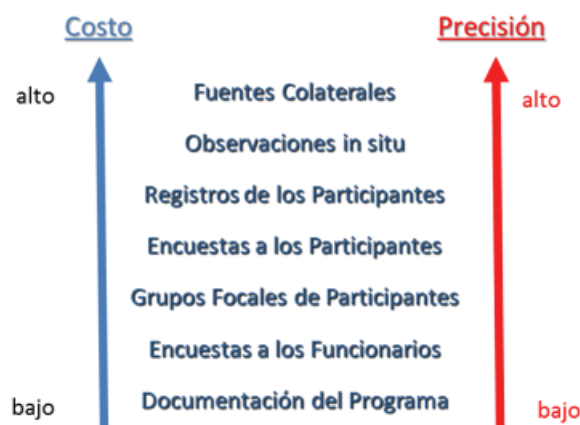 Costo
Precisión
alto
Fuentes Colaterales
alto
Observaciones in situ
Registros de los Participantes
Encuestas a los Participantes
Grupos Focales de Participantes
Encuestas a los Funcionarios
bajo
Documentación del Programa
bajo